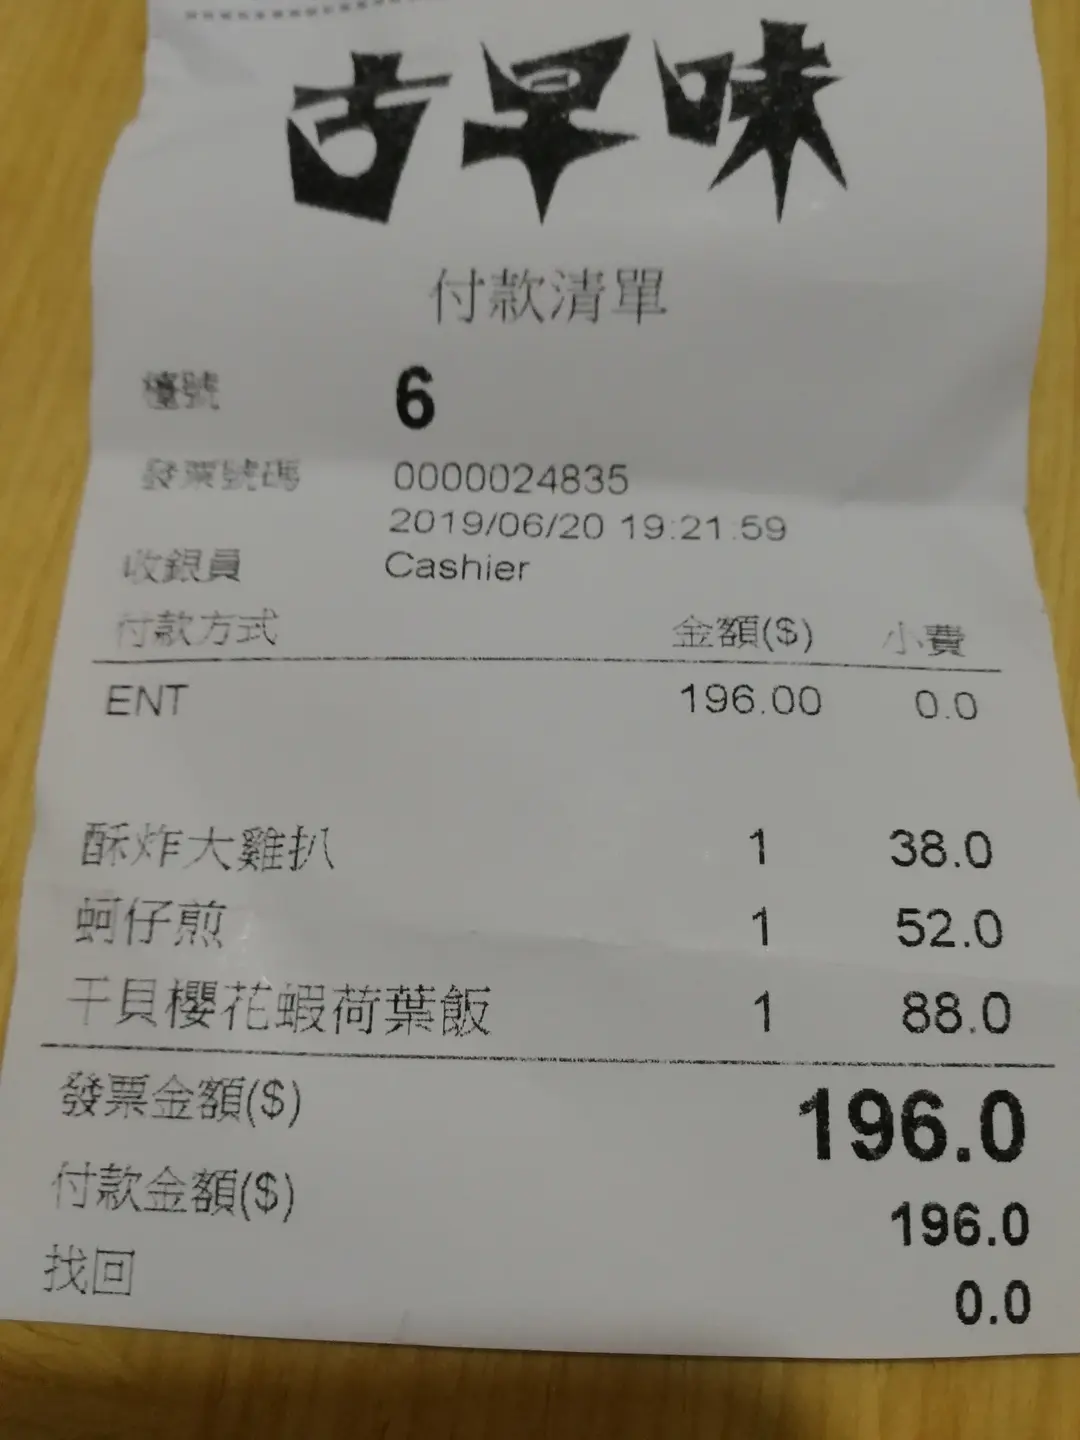 古早味
付款清單
檯號 6
發票號碼 0000024835
2019/06/20 19:21:59
收銀員 Cashier
付款方式 金額($) 小費
ENT 196.00 0.0
酥炸大雞扒 1 38.0
蚵仔煎 1 52.0
干貝櫻花蝦荷葉飯 1 88.0
發票金額($) 196.0
付款金額($) 196.0
找回 0.0